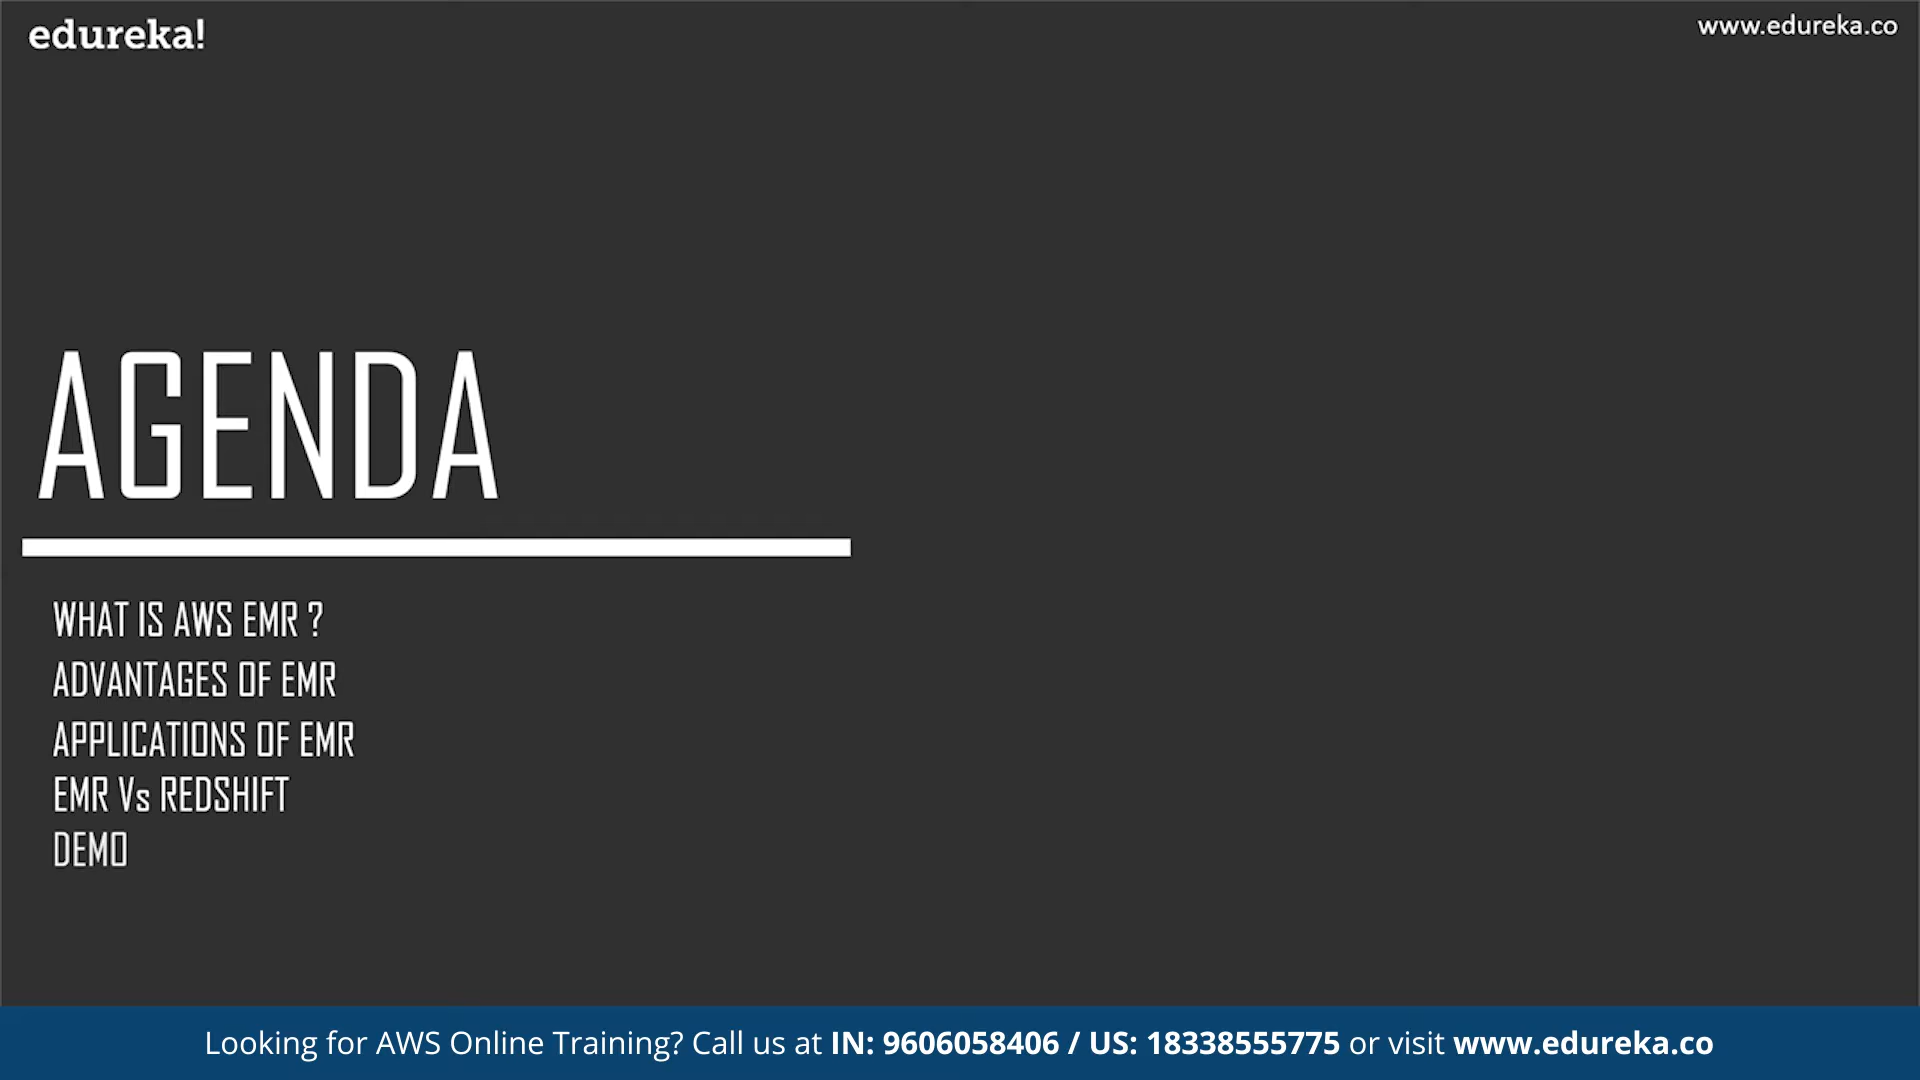 edureka!
www.edureka.co
AGENDA
WHAT IS AWS EMR ?
ADVANTAGES OF EMR
APPLICATIONS OF EMR
EMR Vs REDSHIFT
DEMO
Looking for AWS Online Training? Call us at IN: 9606058406 / US: 18338555775 or visit www.edureka.co